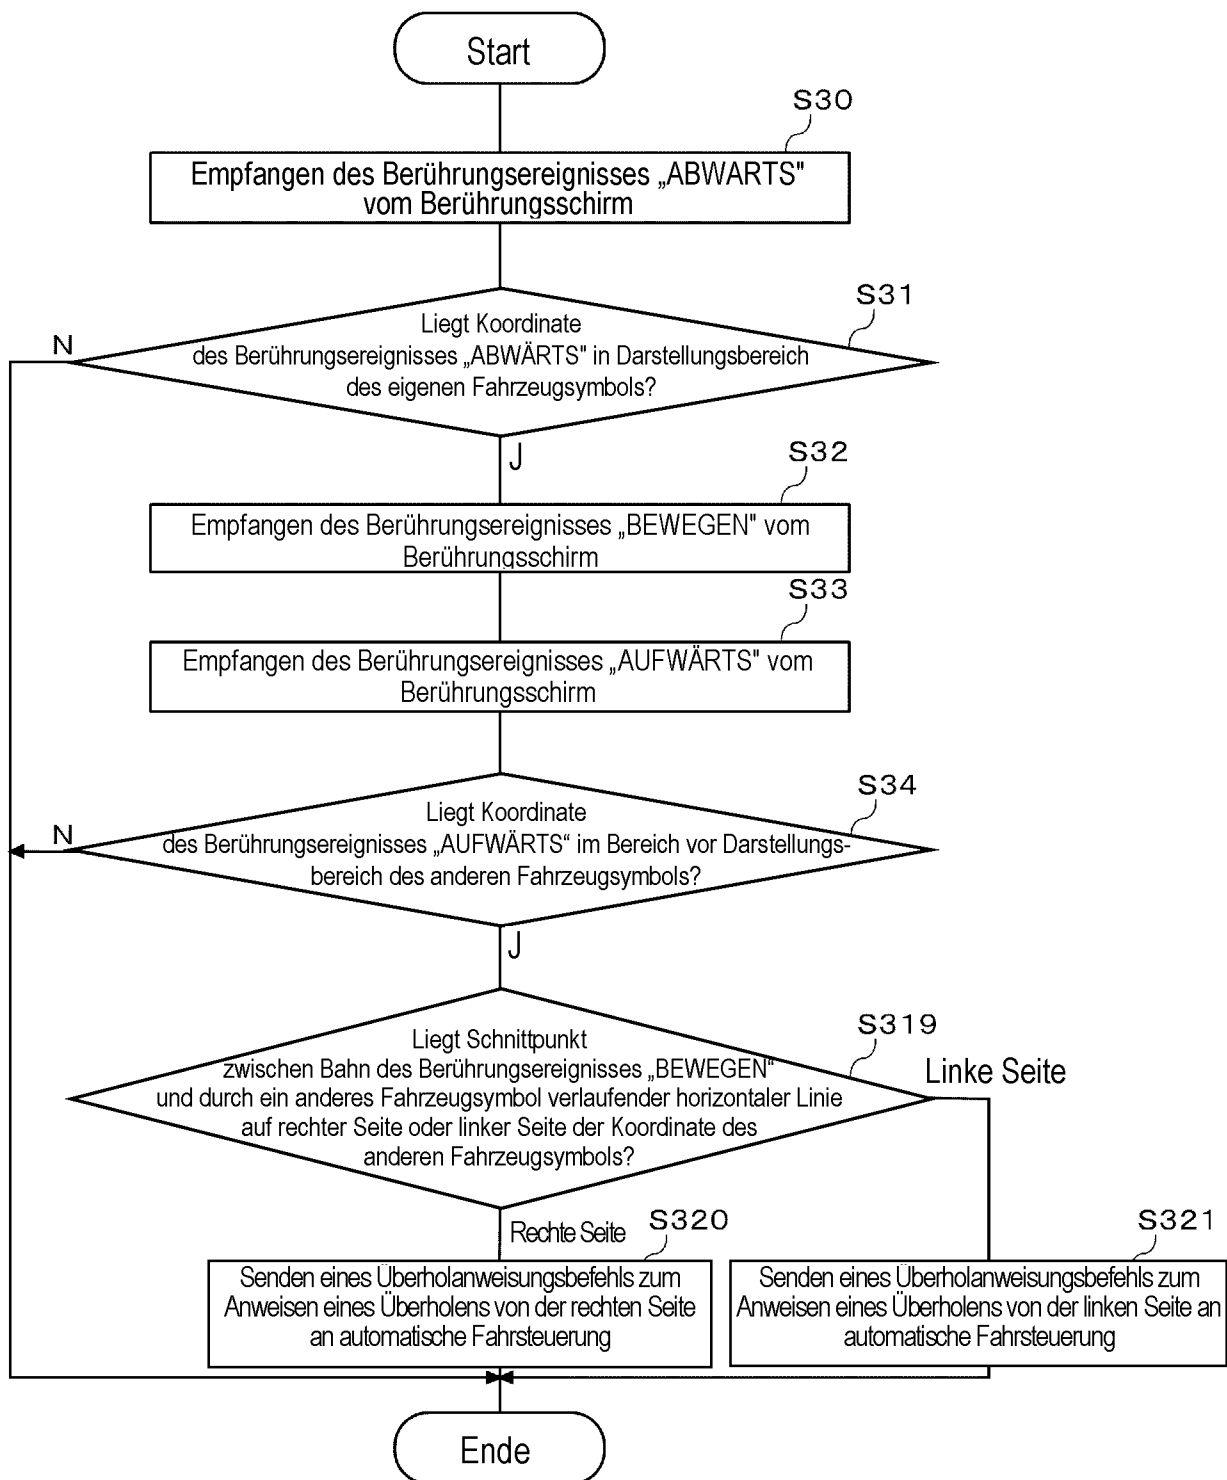 Start
S30
Empfangen des Berührungsereignisses „ABWARTS"
vom Berührungsschirm
S31
Liegt Koordinate
des Berührungsereignisses „ABWÄRTS" in Darstellungsbereich
des eigenen Fahrzeugsymbols?
N
J
S32
Empfangen des Berührungsereignisses „BEWEGEN" vom
Berührungsschirm
S33
Empfangen des Berührungsereignisses „AUFWÄRTS" vom
Berührungsschirm
S34
Liegt Koordinate
des Berührungsereignisses „AUFWÄRTS“ im Bereich vor Darstellungs-
bereich des anderen Fahrzeugsymbols?
N
J
S319
Liegt Schnittpunkt
zwischen Bahn des Berührungsereignisses „BEWEGEN“
und durch ein anderes Fahrzeugsymbol verlaufender horizontaler Linie
auf rechter Seite oder linker Seite der Koordinate des
anderen Fahrzeugsymbols?
Linke Seite
Rechte Seite
S320
Senden eines Überholanweisungsbefehls zum
Anweisen eines Überholens von der rechten Seite
an automatische Fahrsteuerung
S321
Senden eines Überholanweisungsbefehls zum
Anweisen eines Überholens von der linken Seite an
automatische Fahrsteuerung
Ende